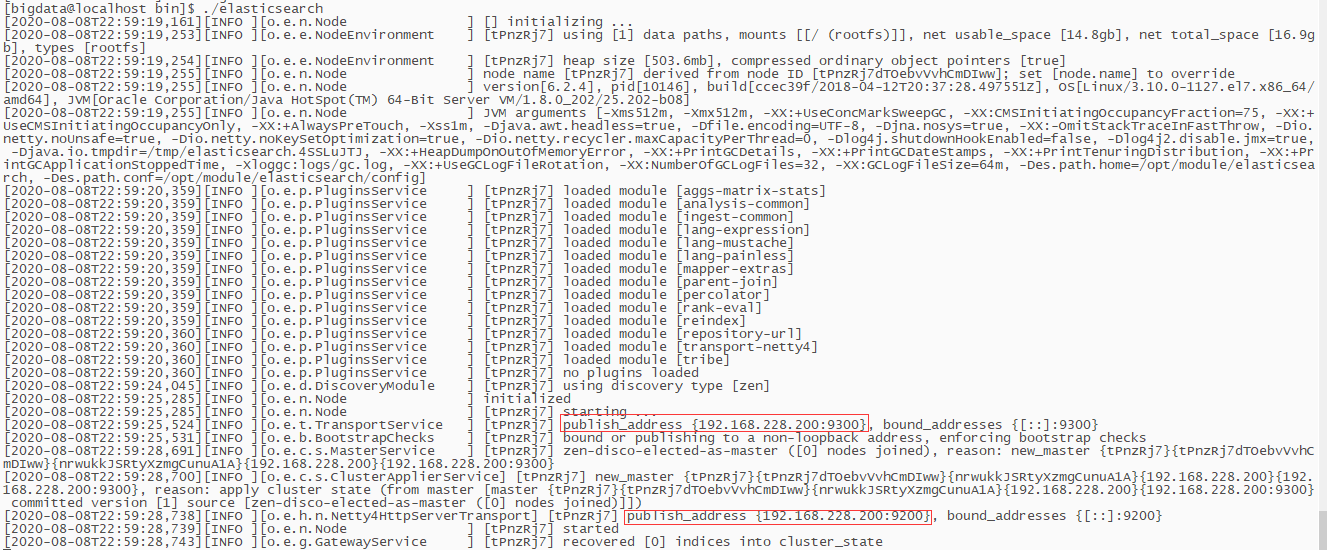 [bigdata@localhost bin]$ ./elasticsearch
[2020-08-08T22:59:19,161][INFO ][o.e.n.Node               ] [] initializing ...
[2020-08-08T22:59:19,253][INFO ][o.e.e.NodeEnvironment    ] [tPnzRj7] using [1] data paths, mounts [[/ (rootfs)]], net usable_space [14.8gb], net total_space [16.9g
b], types [rootfs]
[2020-08-08T22:59:19,254][INFO ][o.e.e.NodeEnvironment    ] [tPnzRj7] heap size [503.6mb], compressed ordinary object pointers [true]
[2020-08-08T22:59:19,255][INFO ][o.e.n.Node               ] node name [tPnzRj7] derived from node ID [tPnzRj7dTOebvVvhCmDIww]; set [node.name] to override
[2020-08-08T22:59:19,255][INFO ][o.e.n.Node               ] version[6.2.4], pid[10146], build[ccec39f/2018-04-12T20:37:28.497551Z], OS[Linux/3.10.0-1127.el7.x86_64/
amd64], JVM[Oracle Corporation/Java HotSpot(TM) 64-Bit Server VM/1.8.0_202/25.202-b08]
[2020-08-08T22:59:19,255][INFO ][o.e.n.Node               ] JVM arguments [-Xms512m, -Xmx512m, -XX:+UseConcMarkSweepGC, -XX:CMSInitiatingOccupancyFraction=75, -XX:+
UseCMSInitiatingOccupancyOnly, -XX:+AlwaysPreTouch, -Xss1m, -Djava.awt.headless=true, -Dfile.encoding=UTF-8, -Djna.nosys=true, -XX:-OmitStackTraceInFastThrow, -Dio.
netty.noUnsafe=true, -Dio.netty.noKeySetOptimization=true, -Dio.netty.recycler.maxCapacityPerThread=0, -Dlog4j.shutdownHookEnabled=false, -Dlog4j2.disable.jmx=true,
 -Djava.io.tmpdir=/tmp/elasticsearch.4SSLUJTJ, -XX:+HeapDumpOnOutOfMemoryError, -XX:+PrintGCDetails, -XX:+PrintGCDateStamps, -XX:+PrintTenuringDistribution, -XX:+Pr
intGCApplicationStoppedTime, -Xloggc:logs/gc.log, -XX:+UseGCLogFileRotation, -XX:NumberOfGCLogFiles=32, -XX:GCLogFileSize=64m, -Des.path.home=/opt/module/elasticsea
rch, -Des.path.conf=/opt/module/elasticsearch/config]
[2020-08-08T22:59:20,359][INFO ][o.e.p.PluginsService     ] [tPnzRj7] loaded module [aggs-matrix-stats]
[2020-08-08T22:59:20,359][INFO ][o.e.p.PluginsService     ] [tPnzRj7] loaded module [analysis-common]
[2020-08-08T22:59:20,359][INFO ][o.e.p.PluginsService     ] [tPnzRj7] loaded module [ingest-common]
[2020-08-08T22:59:20,359][INFO ][o.e.p.PluginsService     ] [tPnzRj7] loaded module [lang-expression]
[2020-08-08T22:59:20,359][INFO ][o.e.p.PluginsService     ] [tPnzRj7] loaded module [lang-mustache]
[2020-08-08T22:59:20,359][INFO ][o.e.p.PluginsService     ] [tPnzRj7] loaded module [lang-painless]
[2020-08-08T22:59:20,359][INFO ][o.e.p.PluginsService     ] [tPnzRj7] loaded module [mapper-extras]
[2020-08-08T22:59:20,359][INFO ][o.e.p.PluginsService     ] [tPnzRj7] loaded module [parent-join]
[2020-08-08T22:59:20,359][INFO ][o.e.p.PluginsService     ] [tPnzRj7] loaded module [percolator]
[2020-08-08T22:59:20,359][INFO ][o.e.p.PluginsService     ] [tPnzRj7] loaded module [rank-eval]
[2020-08-08T22:59:20,359][INFO ][o.e.p.PluginsService     ] [tPnzRj7] loaded module [reindex]
[2020-08-08T22:59:20,360][INFO ][o.e.p.PluginsService     ] [tPnzRj7] loaded module [repository-url]
[2020-08-08T22:59:20,360][INFO ][o.e.p.PluginsService     ] [tPnzRj7] loaded module [transport-netty4]
[2020-08-08T22:59:20,360][INFO ][o.e.p.PluginsService     ] [tPnzRj7] loaded module [tribe]
[2020-08-08T22:59:20,360][INFO ][o.e.p.PluginsService     ] [tPnzRj7] no plugins loaded
[2020-08-08T22:59:24,045][INFO ][o.e.d.DiscoveryModule    ] [tPnzRj7] using discovery type [zen]
[2020-08-08T22:59:25,285][INFO ][o.e.n.Node               ] initialized
[2020-08-08T22:59:25,285][INFO ][o.e.n.Node               ] [tPnzRj7] starting ...
[2020-08-08T22:59:25,524][INFO ][o.e.t.TransportService   ] [tPnzRj7] publish_address {192.168.228.200:9300}, bound_addresses {[::]:9300}
[2020-08-08T22:59:25,531][INFO ][o.e.b.BootstrapChecks    ] [tPnzRj7] bound or publishing to a non-loopback address, enforcing bootstrap checks
[2020-08-08T22:59:28,691][INFO ][o.e.c.s.MasterService    ] [tPnzRj7] zen-disco-elected-as-master ([0] nodes joined), reason: new_master {tPnzRj7}{tPnzRj7dTOebvVvhC
mDIww}{nrwukkJSRtyXzmgCunuA1A}{192.168.228.200}{192.168.228.200:9300}
[2020-08-08T22:59:28,700][INFO ][o.e.c.s.ClusterApplierService] [tPnzRj7] new_master {tPnzRj7}{tPnzRj7dTOebvVvhCmDIww}{nrwukkJSRtyXzmgCunuA1A}{192.168.228.200}{192.
168.228.200:9300}, reason: apply cluster state (from master [master {tPnzRj7}{tPnzRj7dTOebvVvhCmDIww}{nrwukkJSRtyXzmgCunuA1A}{192.168.228.200}{192.168.228.200:9300}
 committed version [1] source [zen-disco-elected-as-master ([0] nodes joined)]])
[2020-08-08T22:59:28,738][INFO ][o.e.h.n.Netty4HttpServerTransport] [tPnzRj7] publish_address {192.168.228.200:9200}, bound_addresses {[::]:9200}
[2020-08-08T22:59:28,739][INFO ][o.e.n.Node               ] [tPnzRj7] started
[2020-08-08T22:59:28,743][INFO ][o.e.g.GatewayService     ] [tPnzRj7] recovered [0] indices into cluster_state